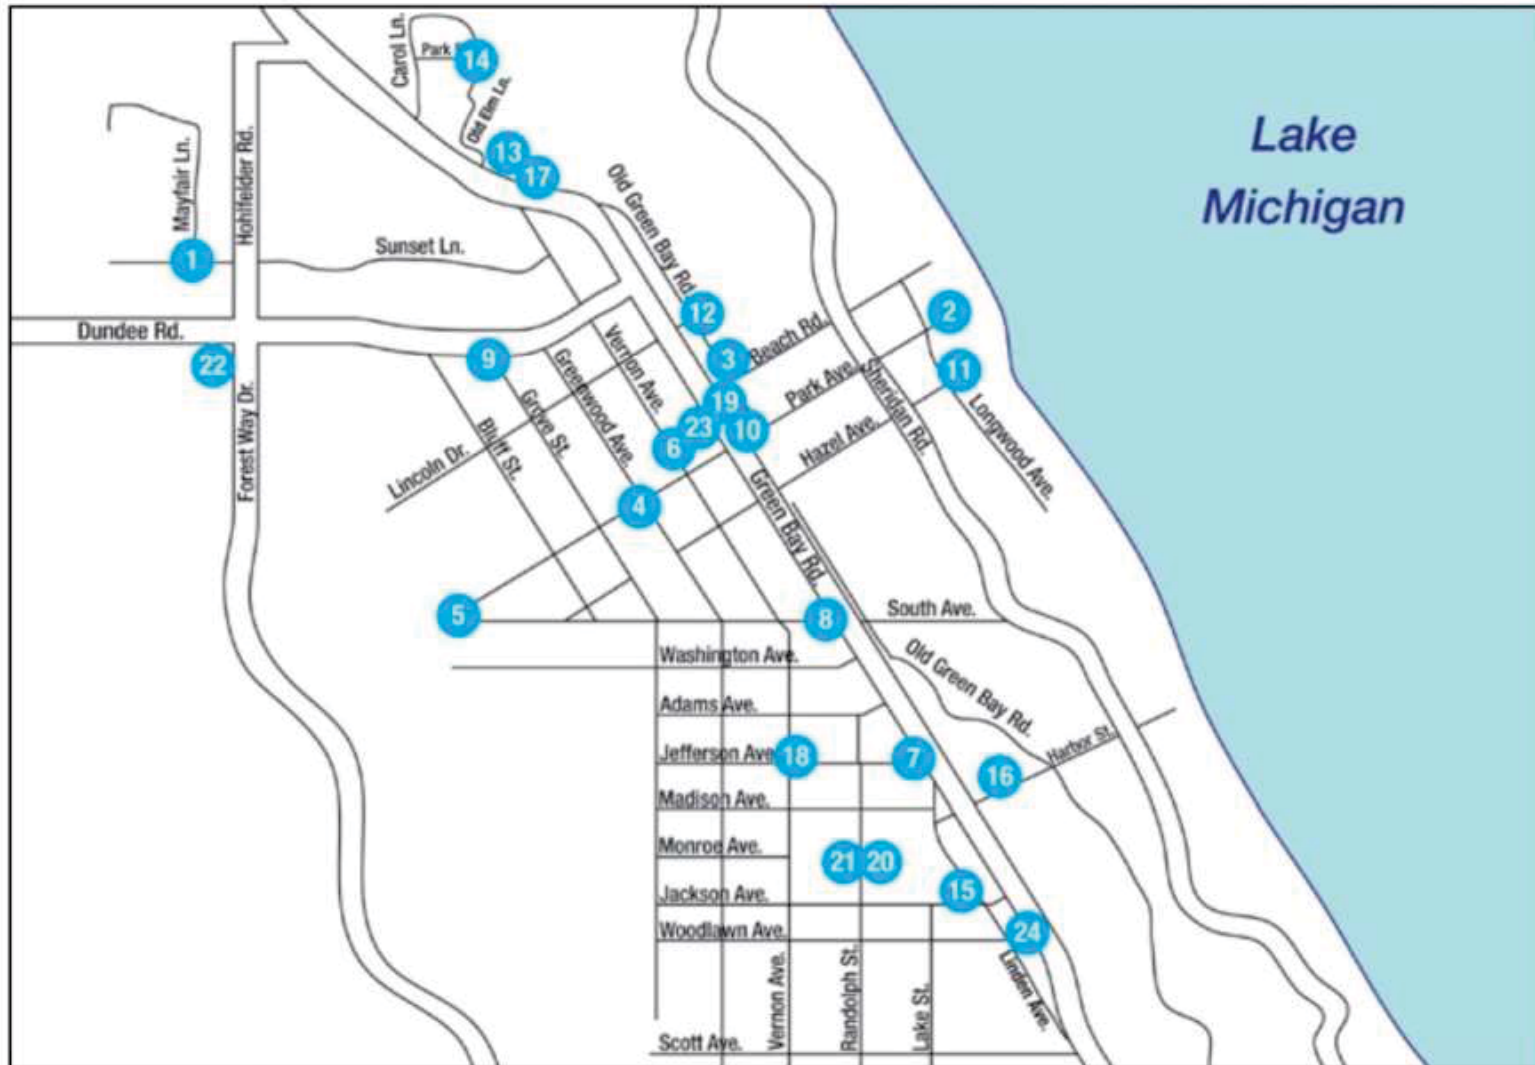 Lake
Michigan
Carol Ln.
Park
14
Old Elm Ln.
13
17
Mayfair Ln.
Hohlfelder Rd.
1
Sunset Ln.
Old Green Bay Rd.
12
2
Dundee Rd.
22
9
3
Beach Rd.
Vernon Ave.
Greenwood Ave.
Grove St.
Bluff St.
Lincoln Dr.
Forest Way Dr.
19
23
10
6
Park Ave.
Sheridan Rd.
11
Longwood Ave.
Hazel Ave.
4
Green Bay Rd.
5
8
South Ave.
Washington Ave.
Old Green Bay Rd.
Adams Ave.
Jefferson Ave
18
7
16
Harbor St.
Madison Ave.
Monroe Ave.
21
20
Jackson Ave.
15
Woodlawn Ave.
24
Vernon Ave.
Randolph St.
Lake St.
Linden Ave.
Scott Ave.